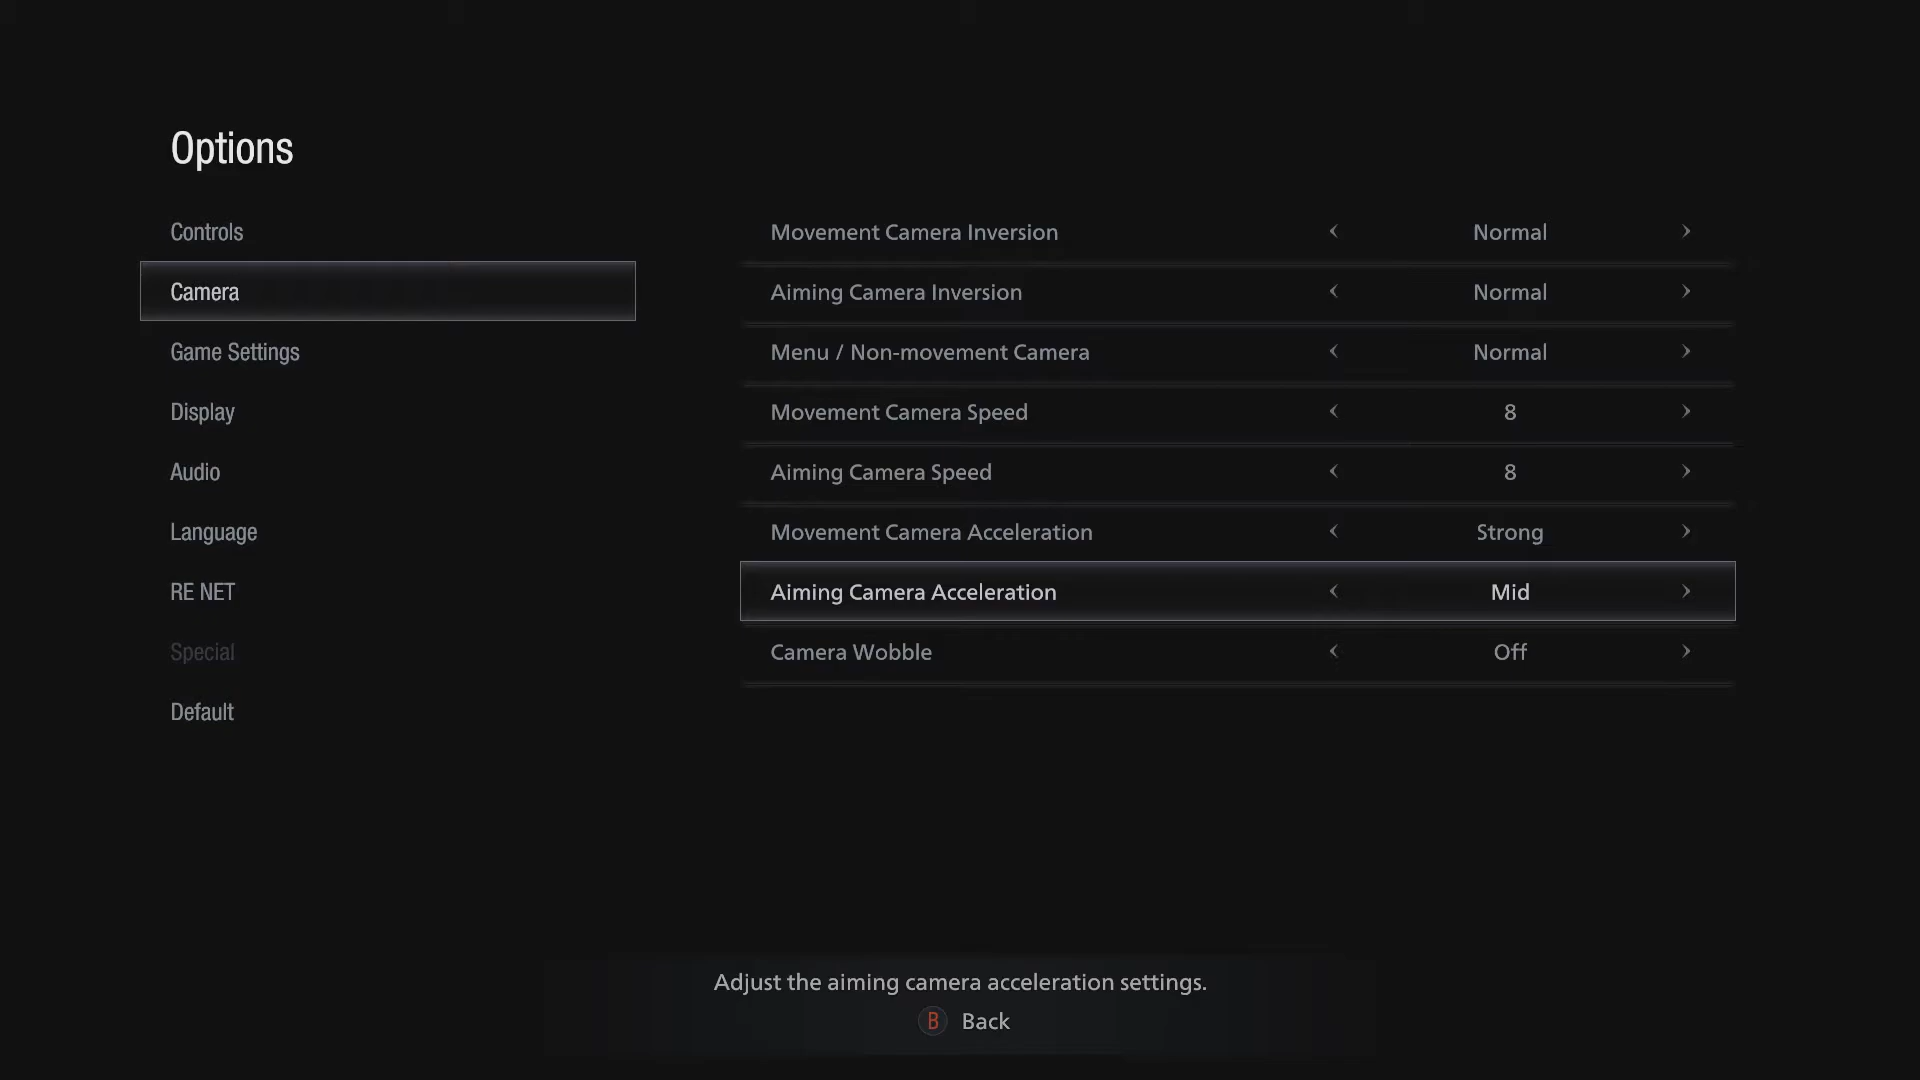 Options
Controls
Camera
Game Settings
Display
Audio
Language
RE NET
Special
Default
Movement Camera Inversion < Normal >
Aiming Camera Inversion < Normal >
Menu / Non-movement Camera < Normal >
Movement Camera Speed < 8 >
Aiming Camera Speed < 8 >
Movement Camera Acceleration < Strong >
Aiming Camera Acceleration < Mid >
Camera Wobble < Off >
Adjust the aiming camera acceleration settings.
B Back